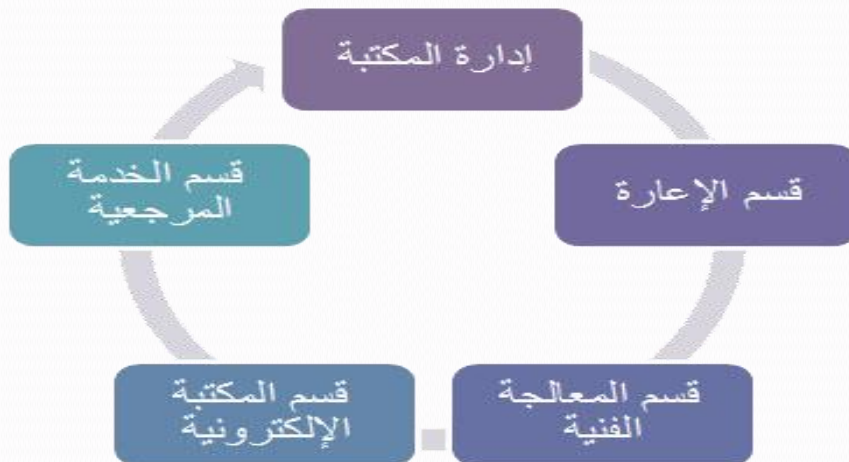 إدارة المكتبة
قسم الإعارة
قسم المعالجة
الفنية
قسم المكتبة
الإلكترونية
قسم الخدمة
المرجعية